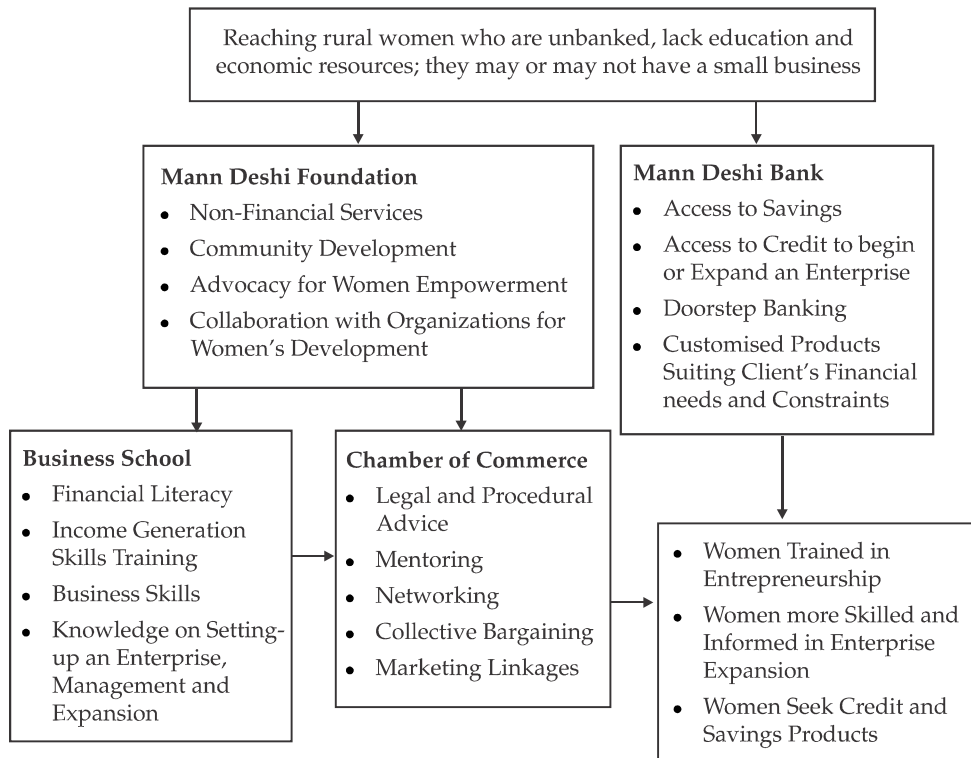 Reaching rural women who are unbanked, lack education and
economic resources; they may or may not have a small business
Mann Deshi Foundation
• Non-Financial Services
• Community Development
• Advocacy for Women Empowerment
• Collaboration with Organizations for
Women's Development
Mann Deshi Bank
• Access to Savings
• Access to Credit to begin
or Expand an Enterprise
• Doorstep Banking
• Customised Products
Suiting Client's Financial
needs and Constraints
Business School
• Financial Literacy
• Income Generation
Skills Training
• Business Skills
• Knowledge on Setting-
up an Enterprise,
Management and
Expansion
Chamber of Commerce
• Legal and Procedural
Advice
• Mentoring
• Networking
• Collective Bargaining
• Marketing Linkages
• Women Trained in
Entrepreneurship
• Women more Skilled and
Informed in Enterprise
Expansion
• Women Seek Credit and
Savings Products